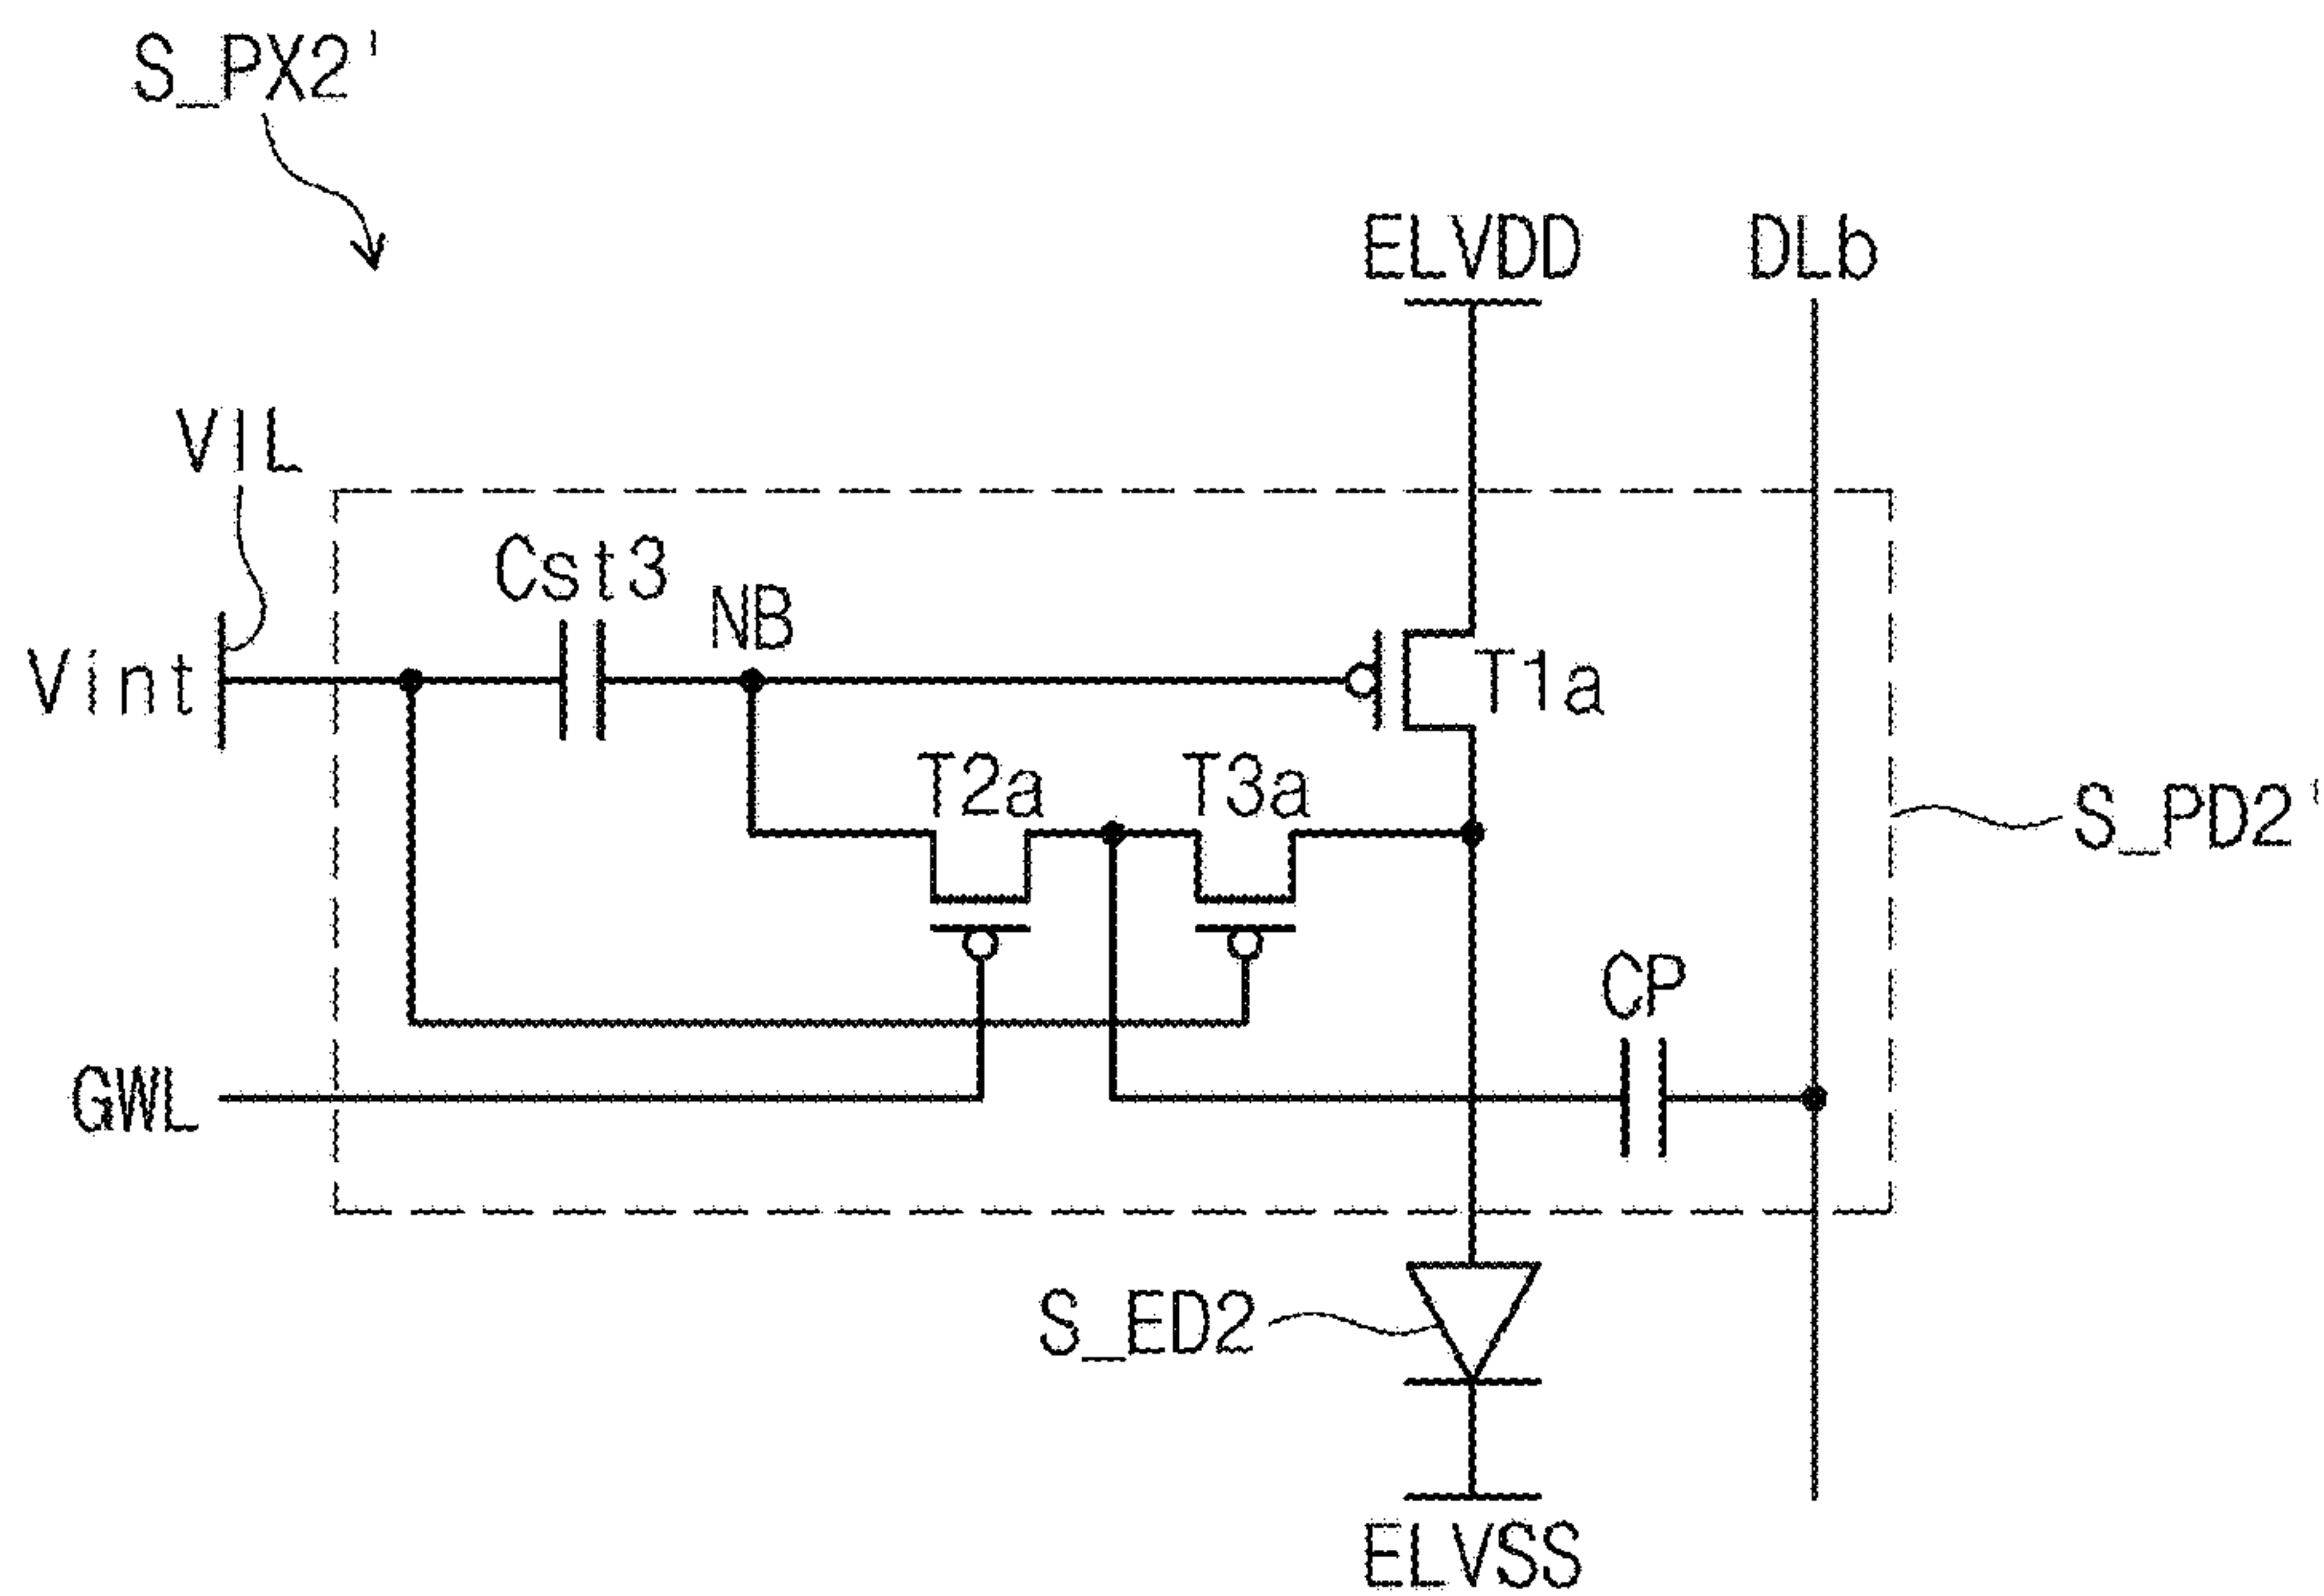 S_PX2'
ELVDD
DLb
VIL
Cst3
NB
Vint
T1a
T2a
T3a
S_PD2'
CP
GWL
S_ED2
ELVSS